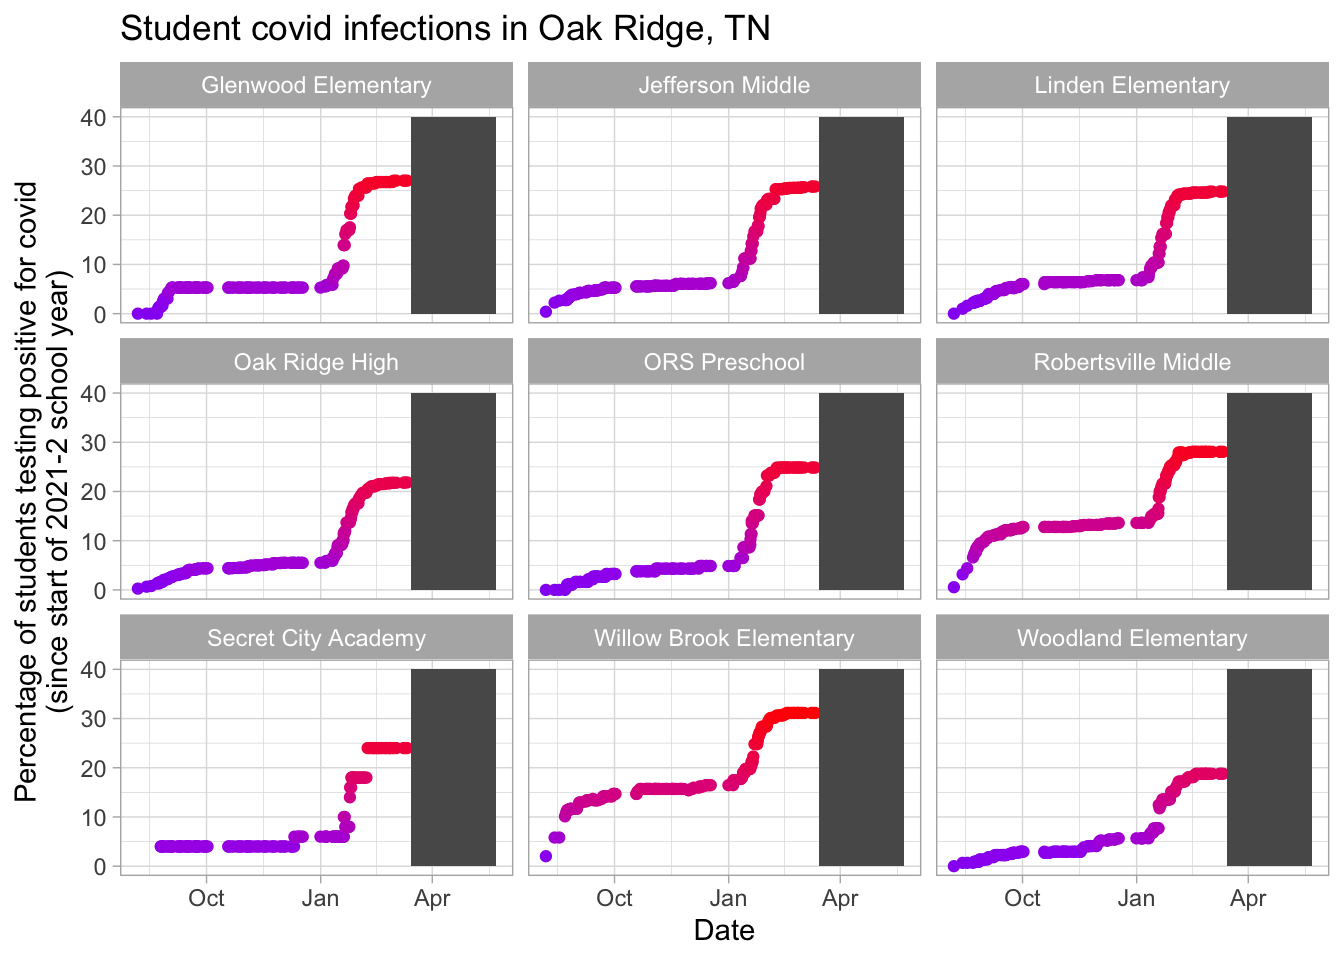 Student covid infections in Oak Ridge, TN
Percentage of students testing positive for covid
(since start of 2021-2 school year)
Glenwood Elementary
Jefferson Middle
Linden Elementary
40
30
20
10
0
Oak Ridge High
ORS Preschool
Robertsville Middle
40
30
20
10
0
Secret City Academy
Willow Brook Elementary
Woodland Elementary
40
30
20
10
0
Oct Jan Apr
Oct Jan Apr
Oct Jan Apr
Date